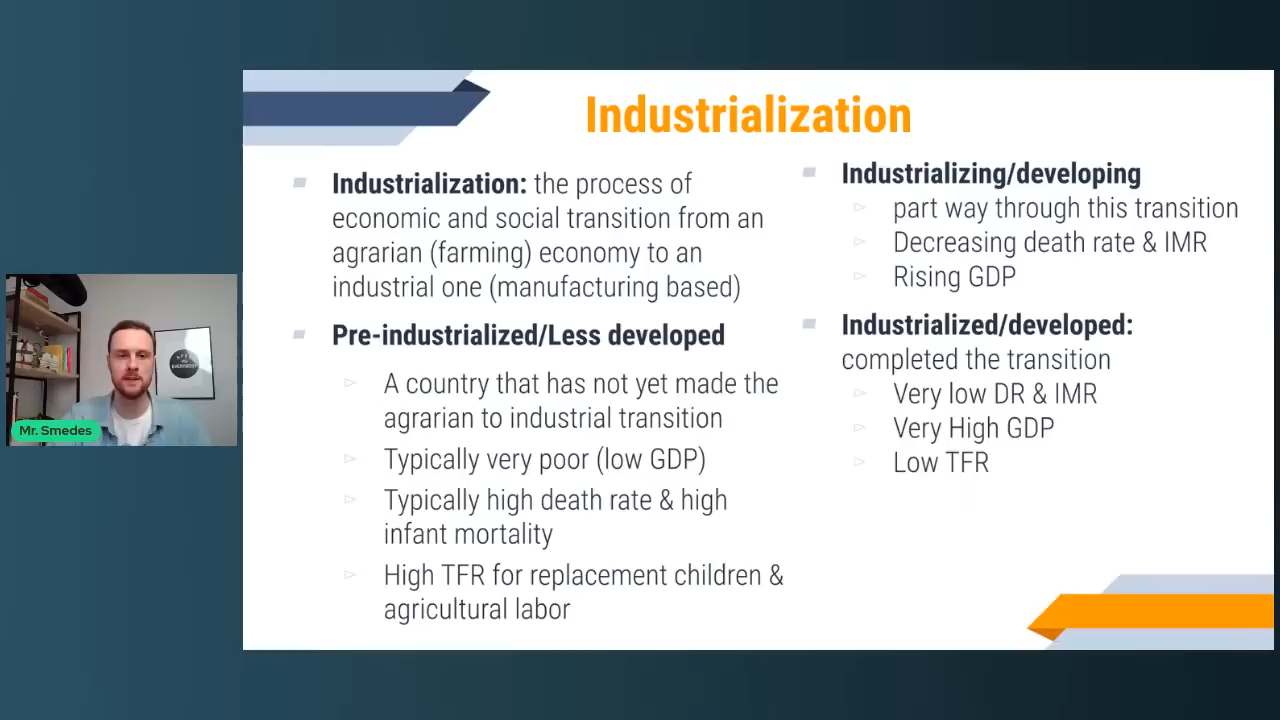 Industrialization
Industrialization: the process of
economic and social transition from an
agrarian (farming) economy to an
industrial one (manufacturing based)
Pre-industrialized/Less developed
A country that has not yet made the
agrarian to industrial transition
Typically very poor (low GDP)
Typically high death rate & high
infant mortality
High TFR for replacement children &
agricultural labor
Industrializing/developing
part way through this transition
Decreasing death rate & IMR
Rising GDP
Industrialized/developed:
completed the transition
Very low DR & IMR
Very High GDP
Low TFR
Mr. Smedes